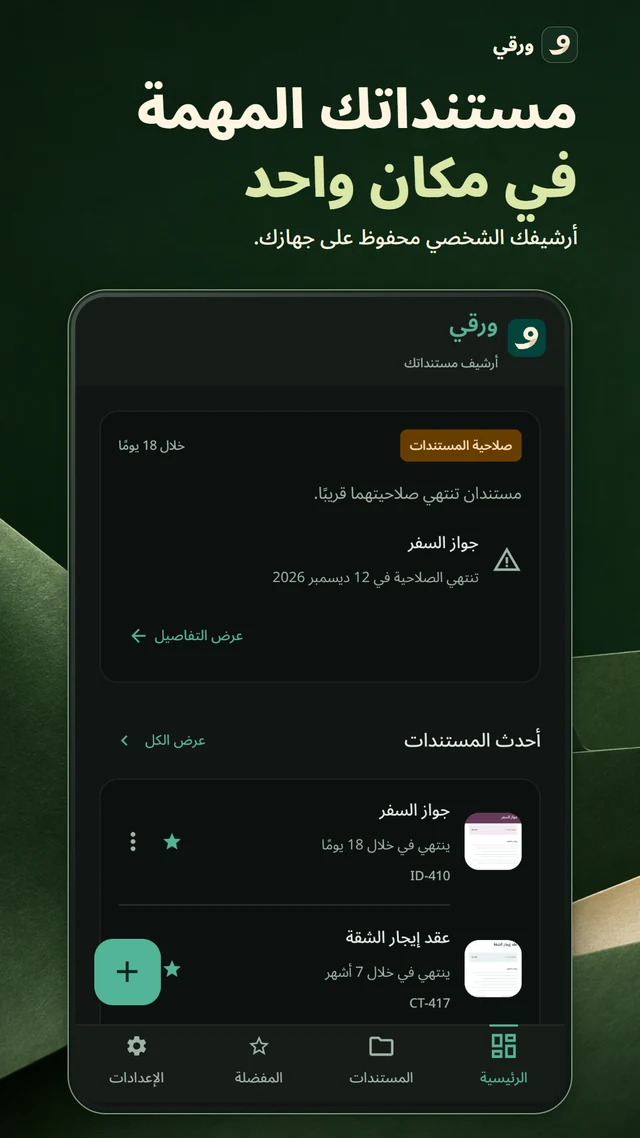 ورقي
مستنداتك المهمة
في مكان واحد
أرشيفك الشخصي محفوظ على جهازك.
ورقي
أرشيف مستنداتك
صلاحية المستندات
خلال 18 يومًا
مستندان تنتهي صلاحيتهما قريبًا.
جواز السفر
تنتهي الصلاحية في 12 ديسمبر 2026
عرض التفاصيل
أحدث المستندات
عرض الكل
جواز السفر
ينتهي في خلال 18 يومًا
ID-410
عقد إيجار الشقة
ينتهي في خلال 7 أشهر
CT-417
الرئيسية
المستندات
المفضلة
الإعدادات